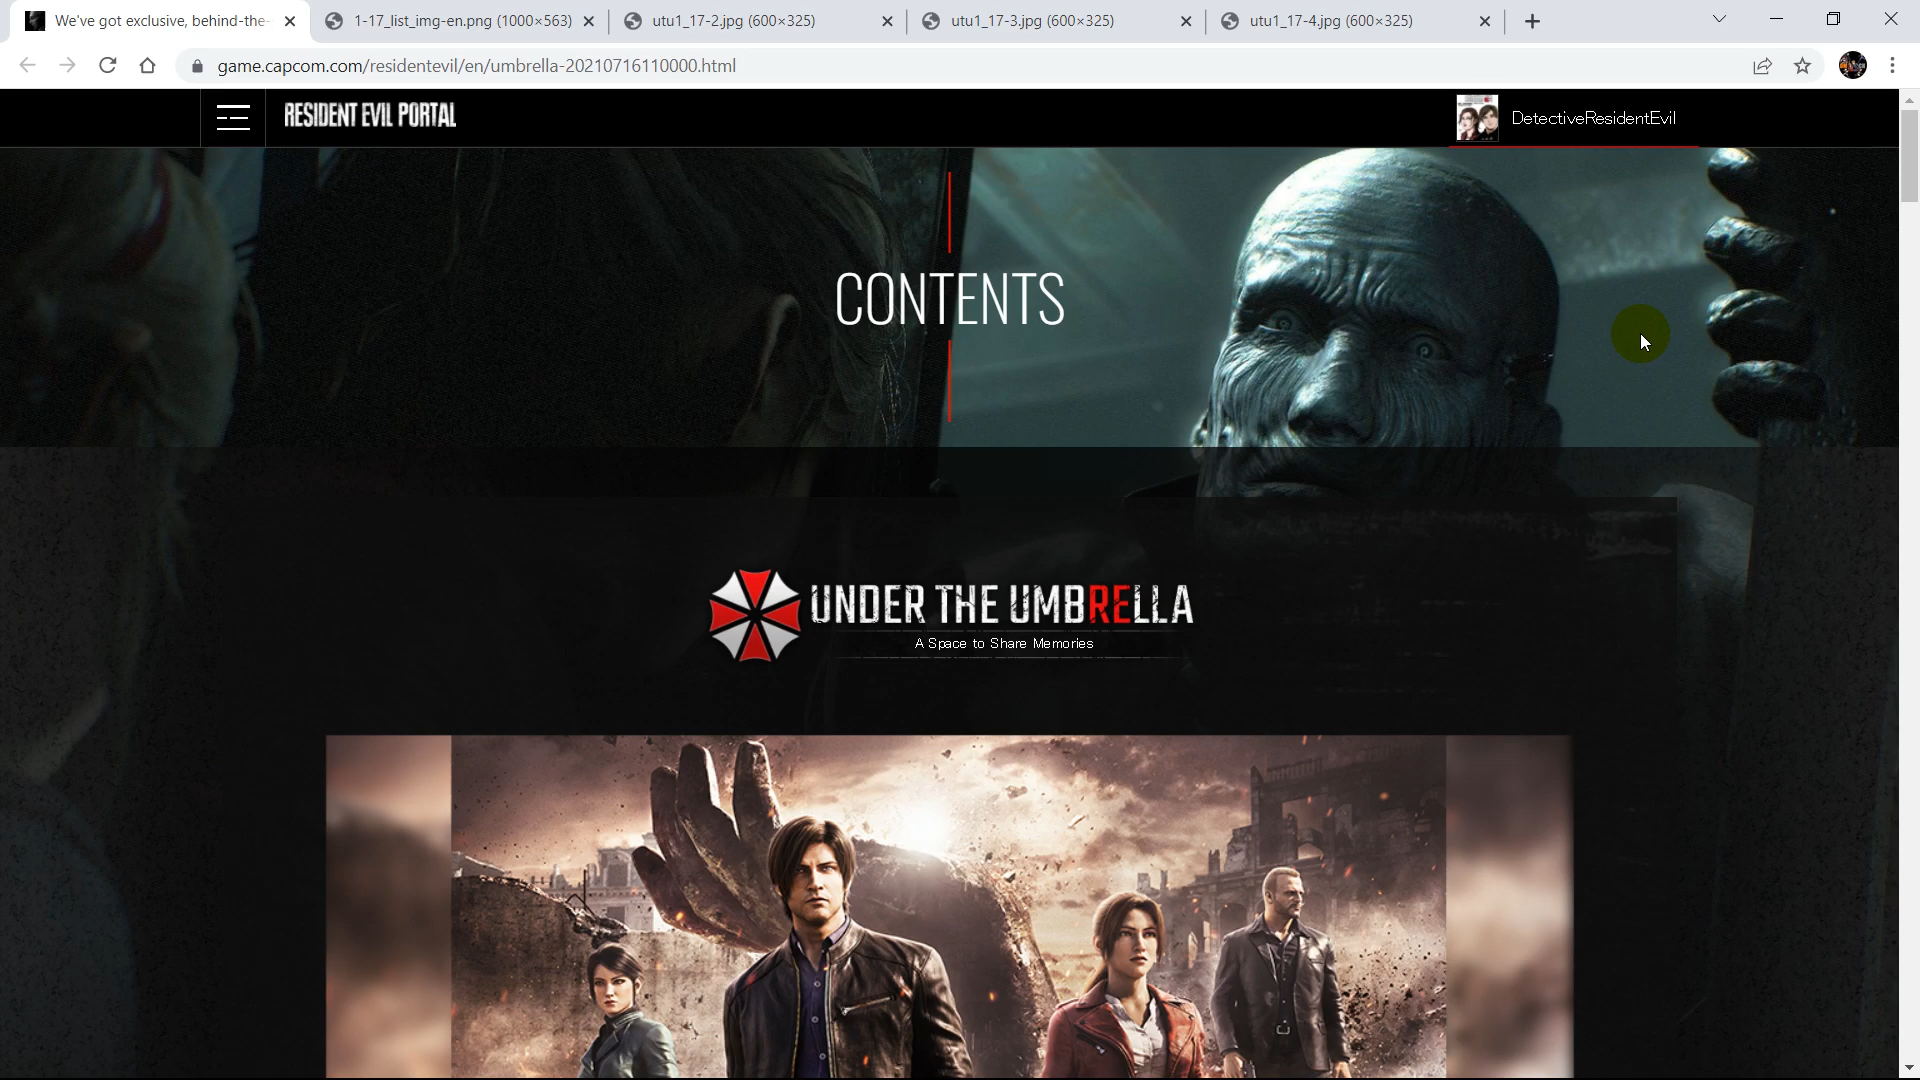 We've got exclusive, behind-the-
1-17_list_img-en.png (1000×563)
utu1_17-2.jpg (600×325)
utu1_17-3.jpg (600×325)
utu1_17-4.jpg (600×325)
game.capcom.com/residentevil/en/umbrella-20210716110000.html
RESIDENT EVIL PORTAL
DetectiveResidentEvil
CONTENTS
UNDER THE UMBRELLA
A Space to Share Memories